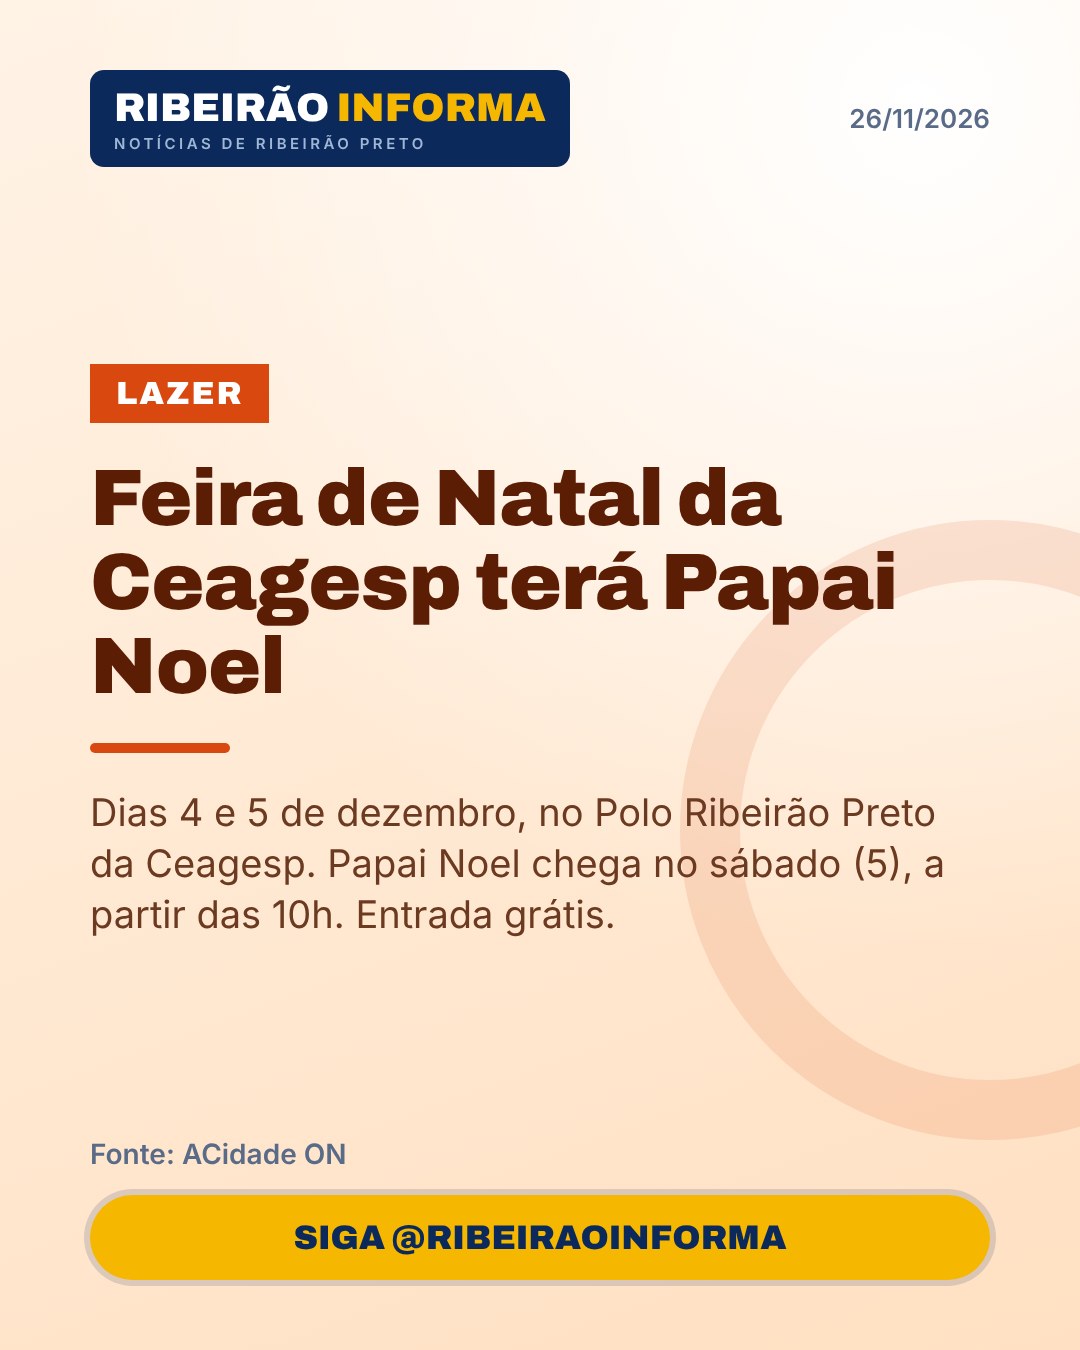 RIBEIRÃO INFORMA
NOTÍCIAS DE RIBEIRÃO PRETO
26/11/2026
LAZER
Feira de Natal da
Ceagesp terá Papai
Noel
Dias 4 e 5 de dezembro, no Polo Ribeirão Preto
da Ceagesp. Papai Noel chega no sábado (5), a
partir das 10h. Entrada grátis.
Fonte: ACidade ON
SIGA @RIBEIRAOINFORMA